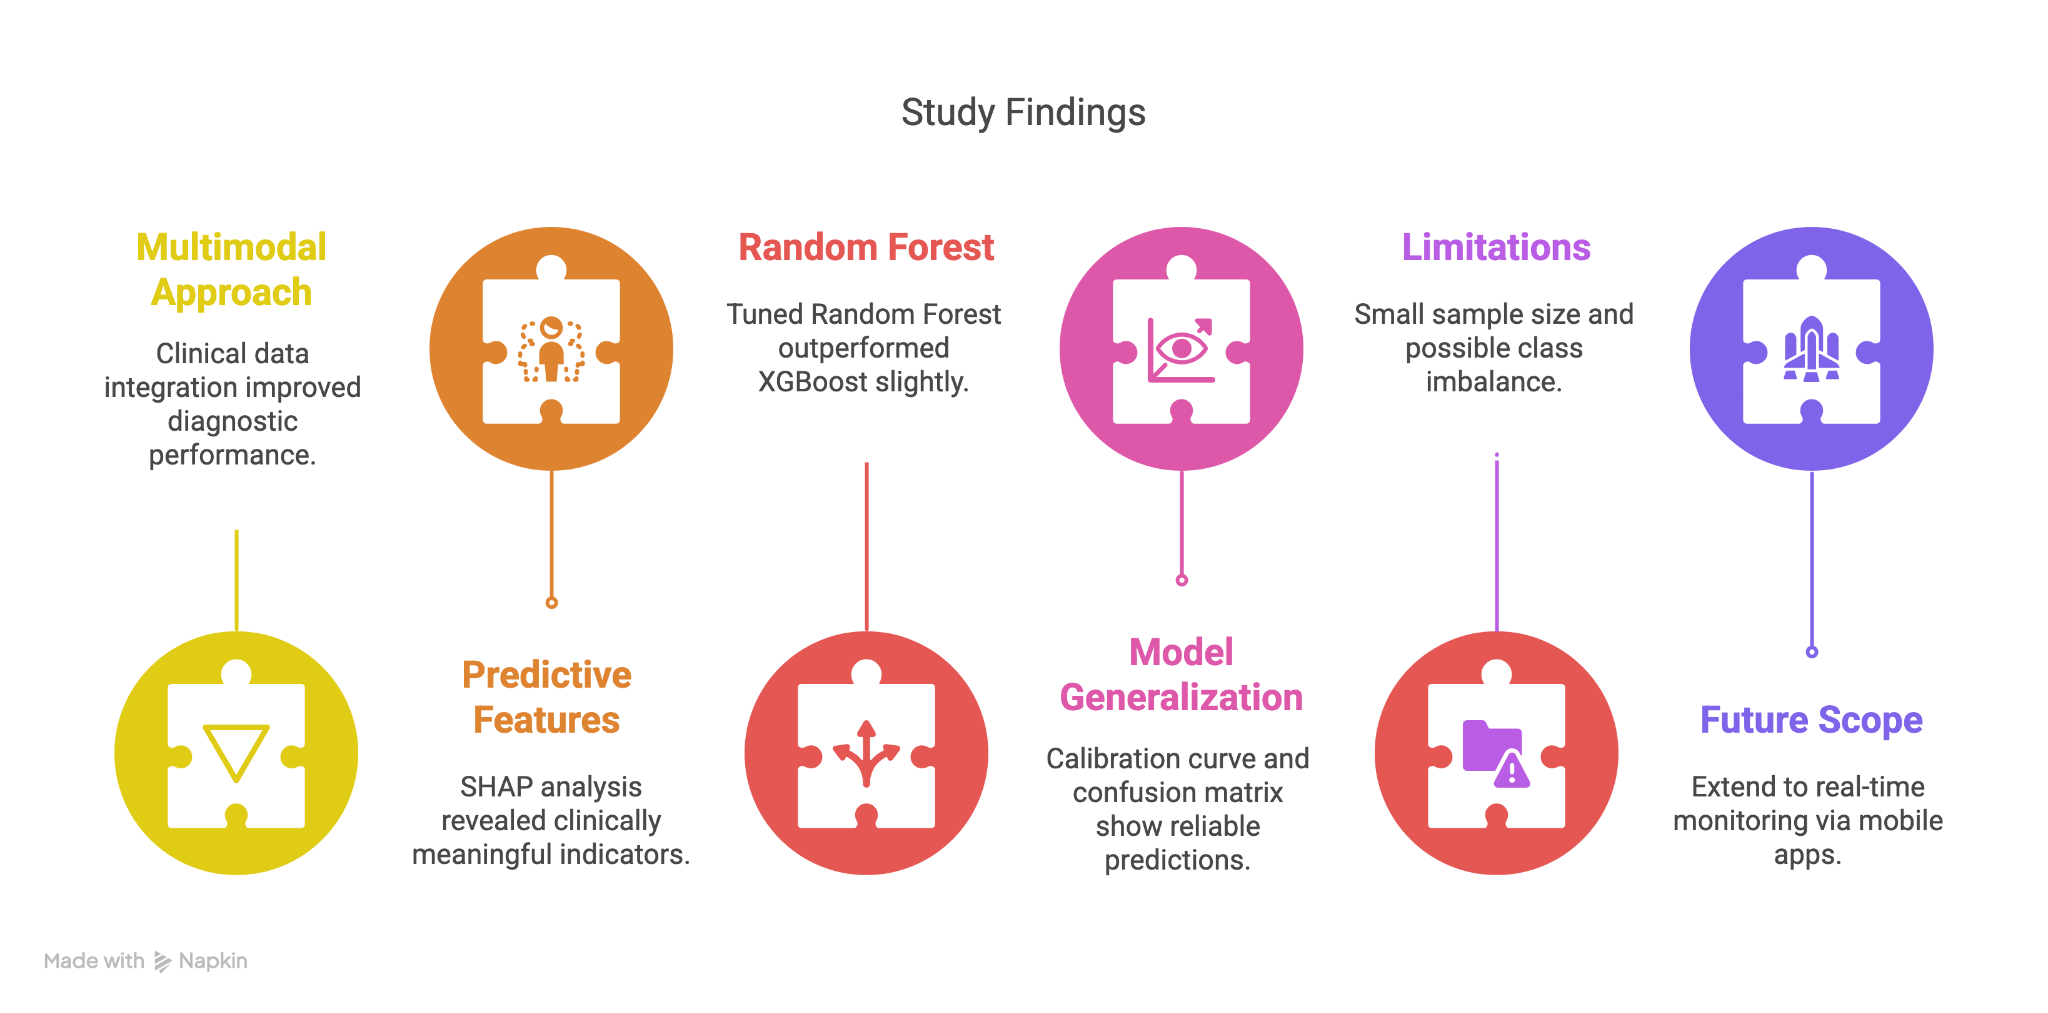 Study Findings
Multimodal
Approach
Clinical data
integration improved
diagnostic
performance.
Predictive
Features
SHAP analysis
revealed clinically
meaningful indicators.
Random Forest
Tuned Random Forest
outperformed
XGBoost slightly.
Model
Generalization
Calibration curve and
confusion matrix
show reliable
predictions.
Limitations
Small sample size and
possible class
imbalance.
Future Scope
Extend to real-time
monitoring via mobile
apps.
Made with Napkin